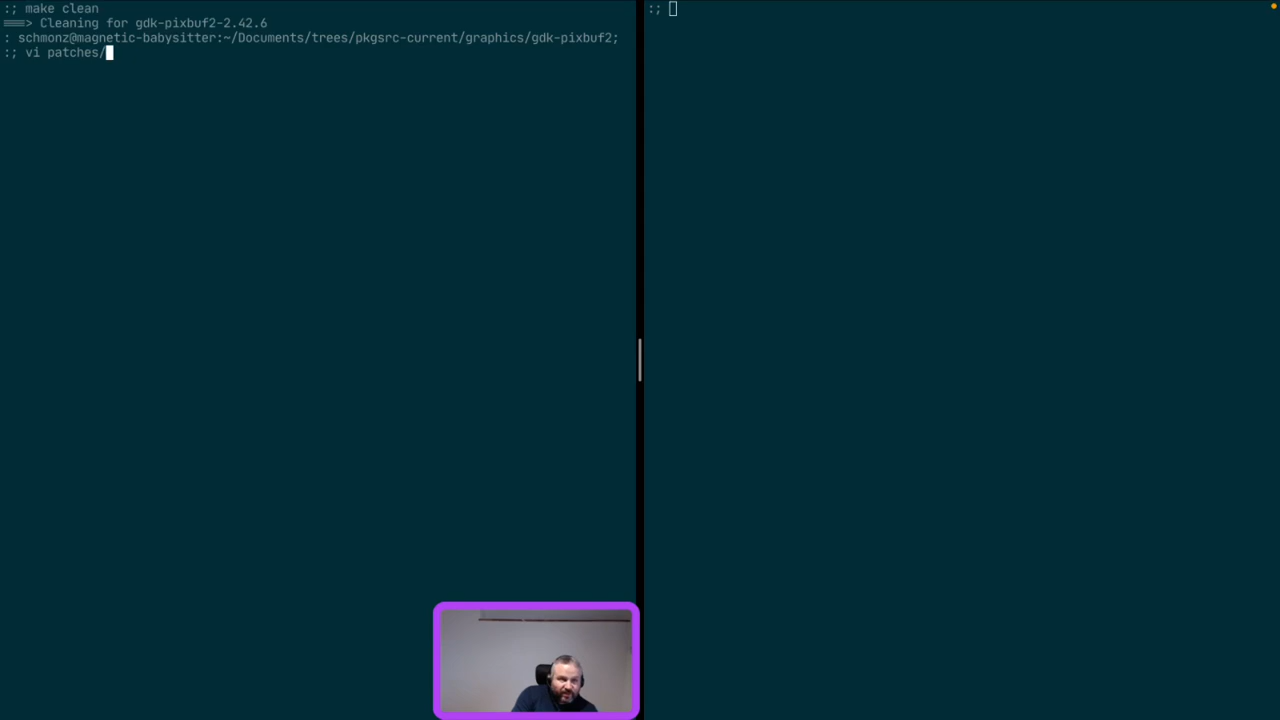 :; make clean
===> Cleaning for gdk-pixbuf2-2.42.6
: schmonz@magnetic-babysitter:~/Documents/trees/pkgsrc-current/graphics/gdk-pixbuf2;
:; vi patches/
:;